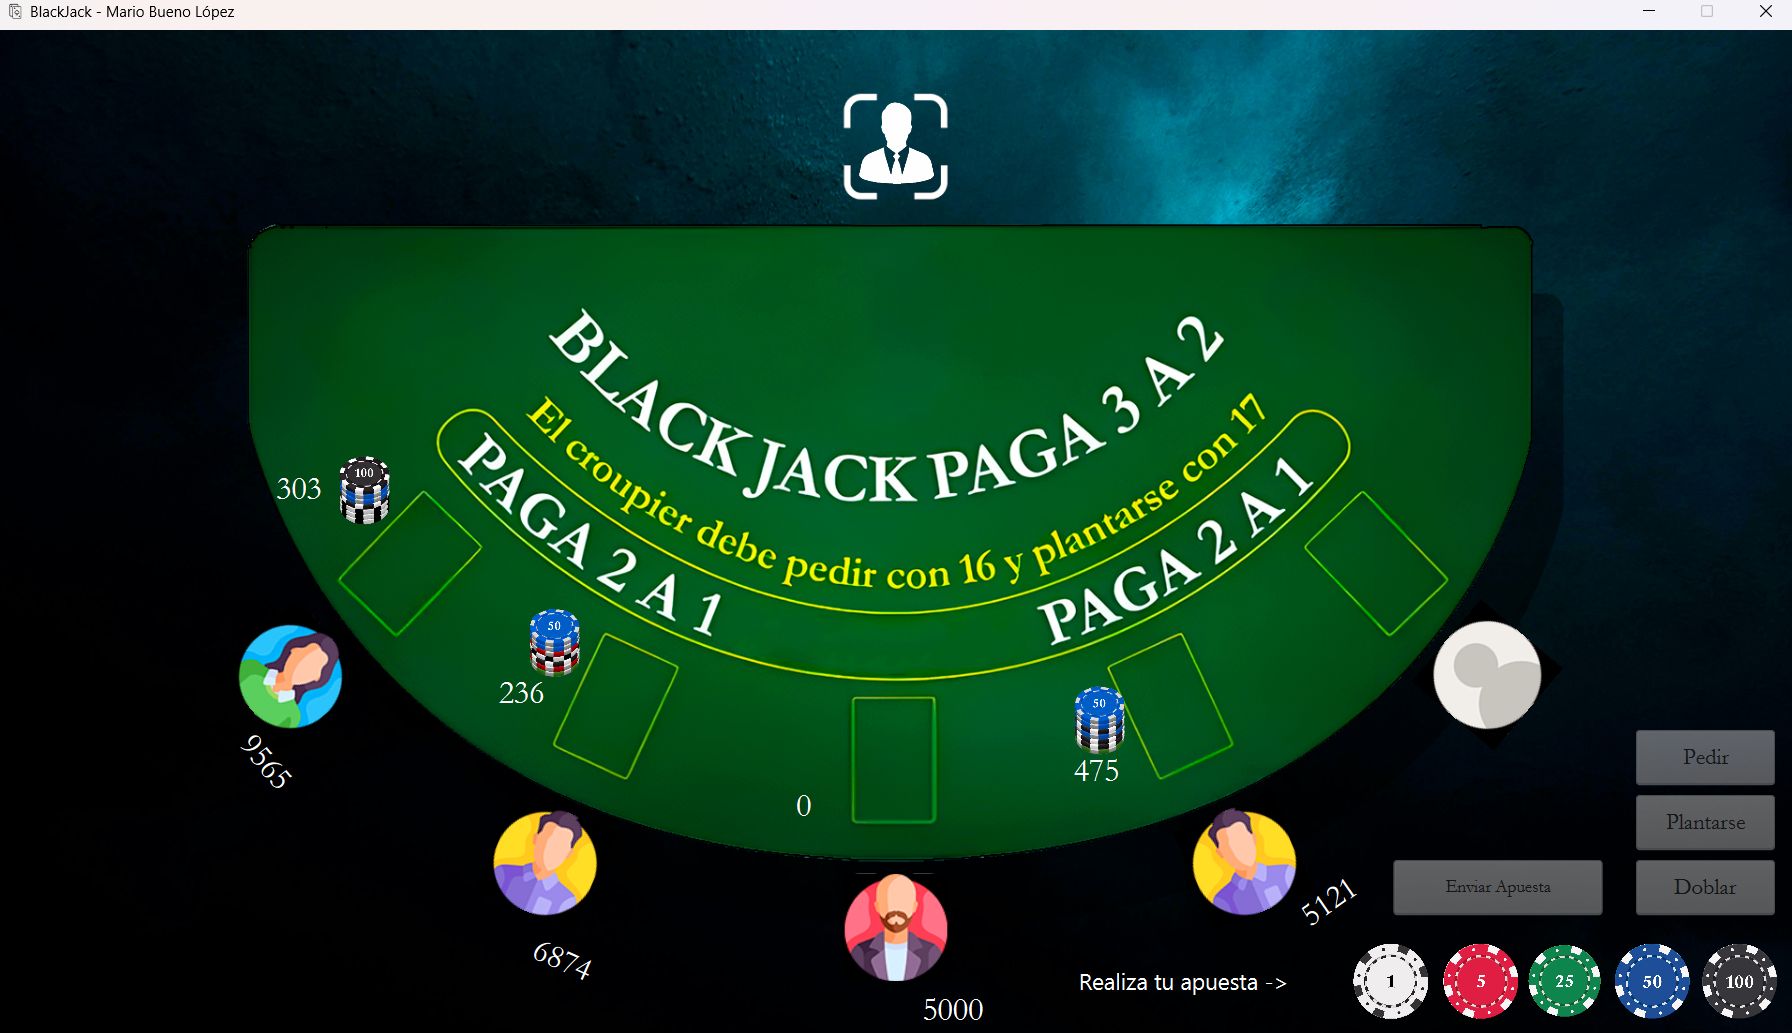 BlackJack - Mario Bueno López
BLACK JACK PAGA 3 A 2
El croupier debe pedir con 16 y plantarse con 17
PAGA 2 A 1
PAGA 2 A 1
100
303
50
236
50
475
0
9565
6874
5000
5121
Pedir
Plantarse
Enviar Apuesta
Doblar
Realiza tu apuesta ->
1
5
25
50
100